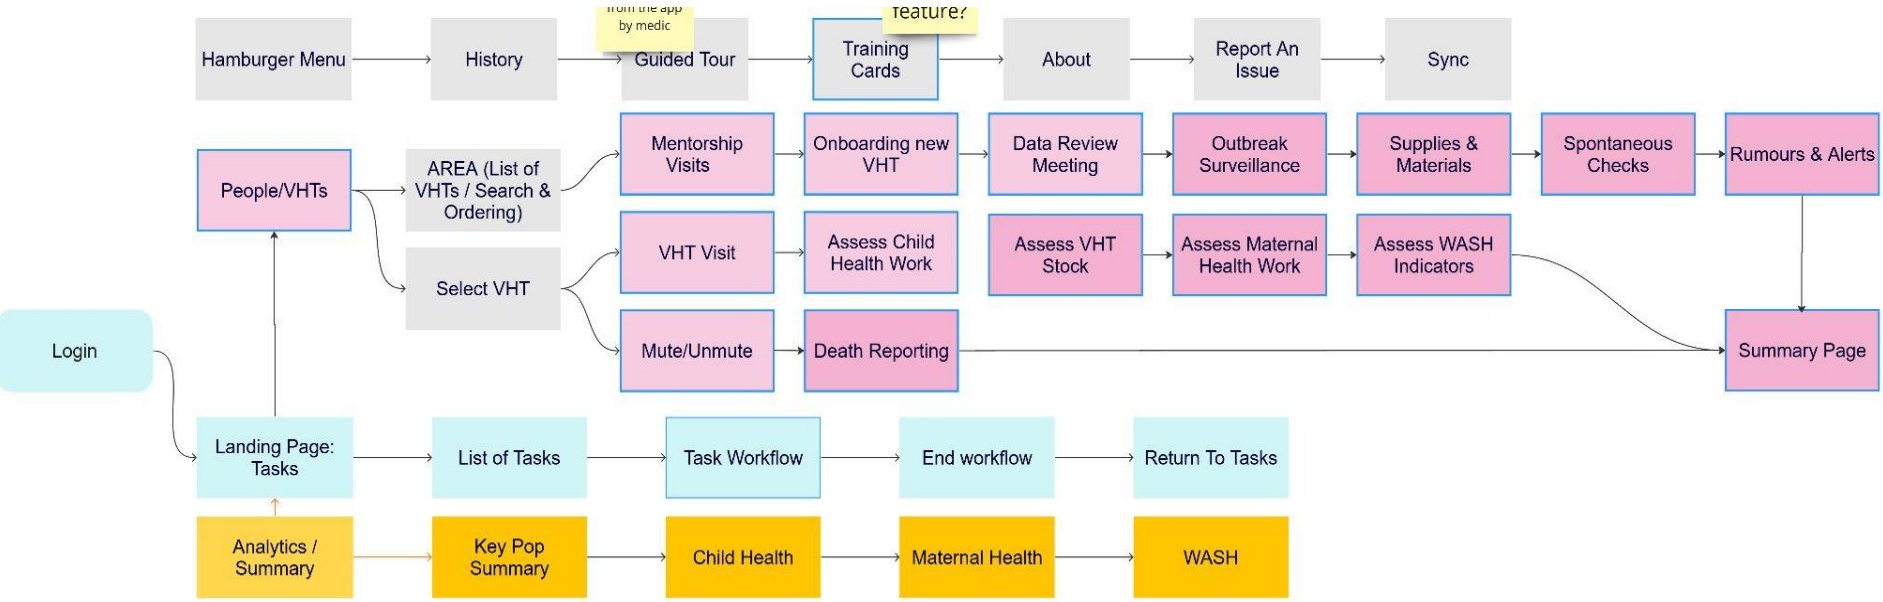 from the app
by medic
feature?
Hamburger Menu
History
Guided Tour
Training
Cards
About
Report An
Issue
Sync
People/VHTs
AREA (List of
VHTs / Search &
Ordering)
Mentorship
Visits
Onboarding new
VHT
Data Review
Meeting
Outbreak
Surveillance
Supplies &
Materials
Spontaneous
Checks
Rumours & Alerts
Select VHT
VHT Visit
Assess Child
Health Work
Assess VHT
Stock
Assess Maternal
Health Work
Assess WASH
Indicators
Login
Mute/Unmute
Death Reporting
Summary Page
Landing Page:
Tasks
List of Tasks
Task Workflow
End workflow
Return To Tasks
Analytics /
Summary
Key Pop
Summary
Child Health
Maternal Health
WASH